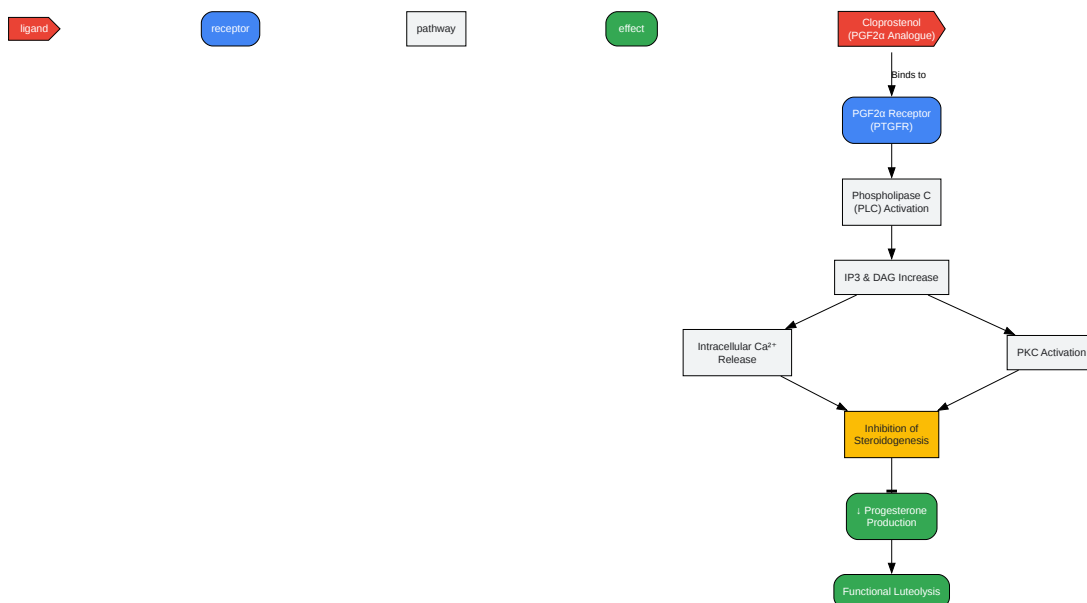 ligand
receptor
pathway
effect
Cloprostenol
(PGF2α Analogue)
Binds to
PGF2α Receptor
(PTGFR)
Phospholipase C
(PLC) Activation
IP3 & DAG Increase
Intracellular Ca²⁺
Release
PKC Activation
Inhibition of
Steroidogenesis
↓ Progesterone
Production
Functional Luteolysis